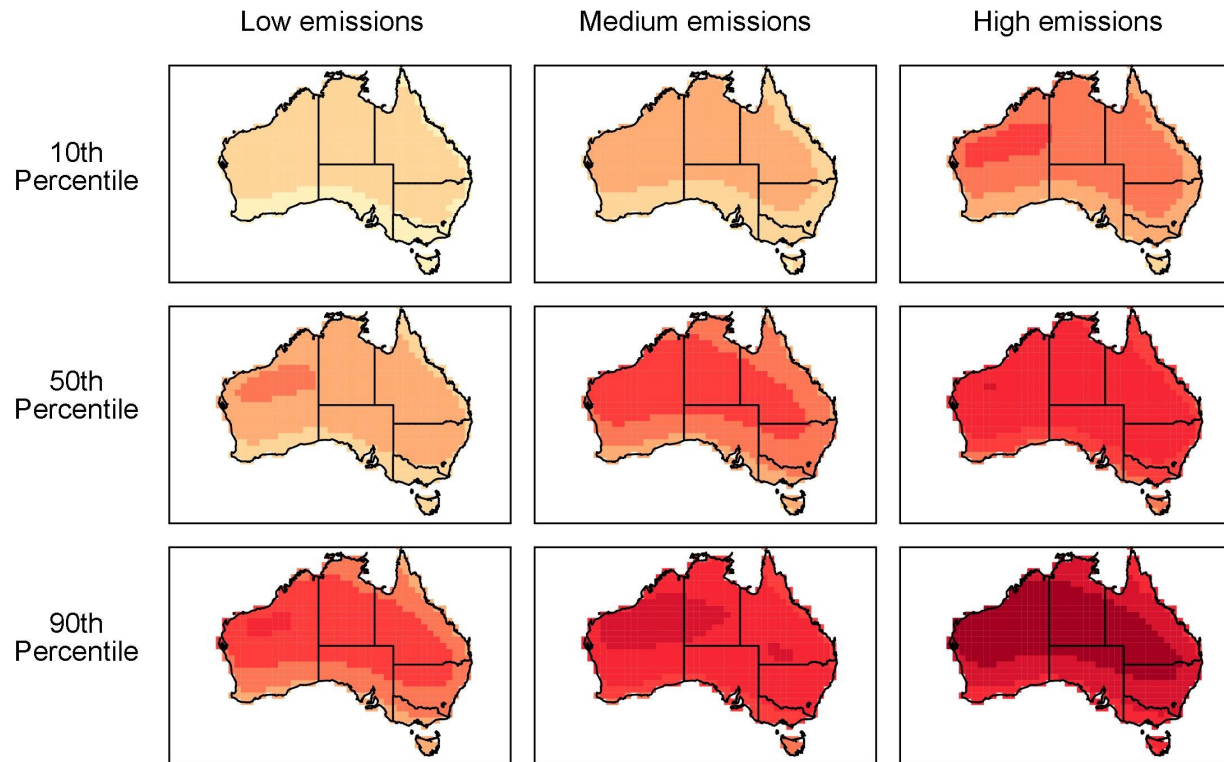 Low emissions
Medium emissions
High emissions
10th
Percentile
50th
Percentile
90th
Percentile